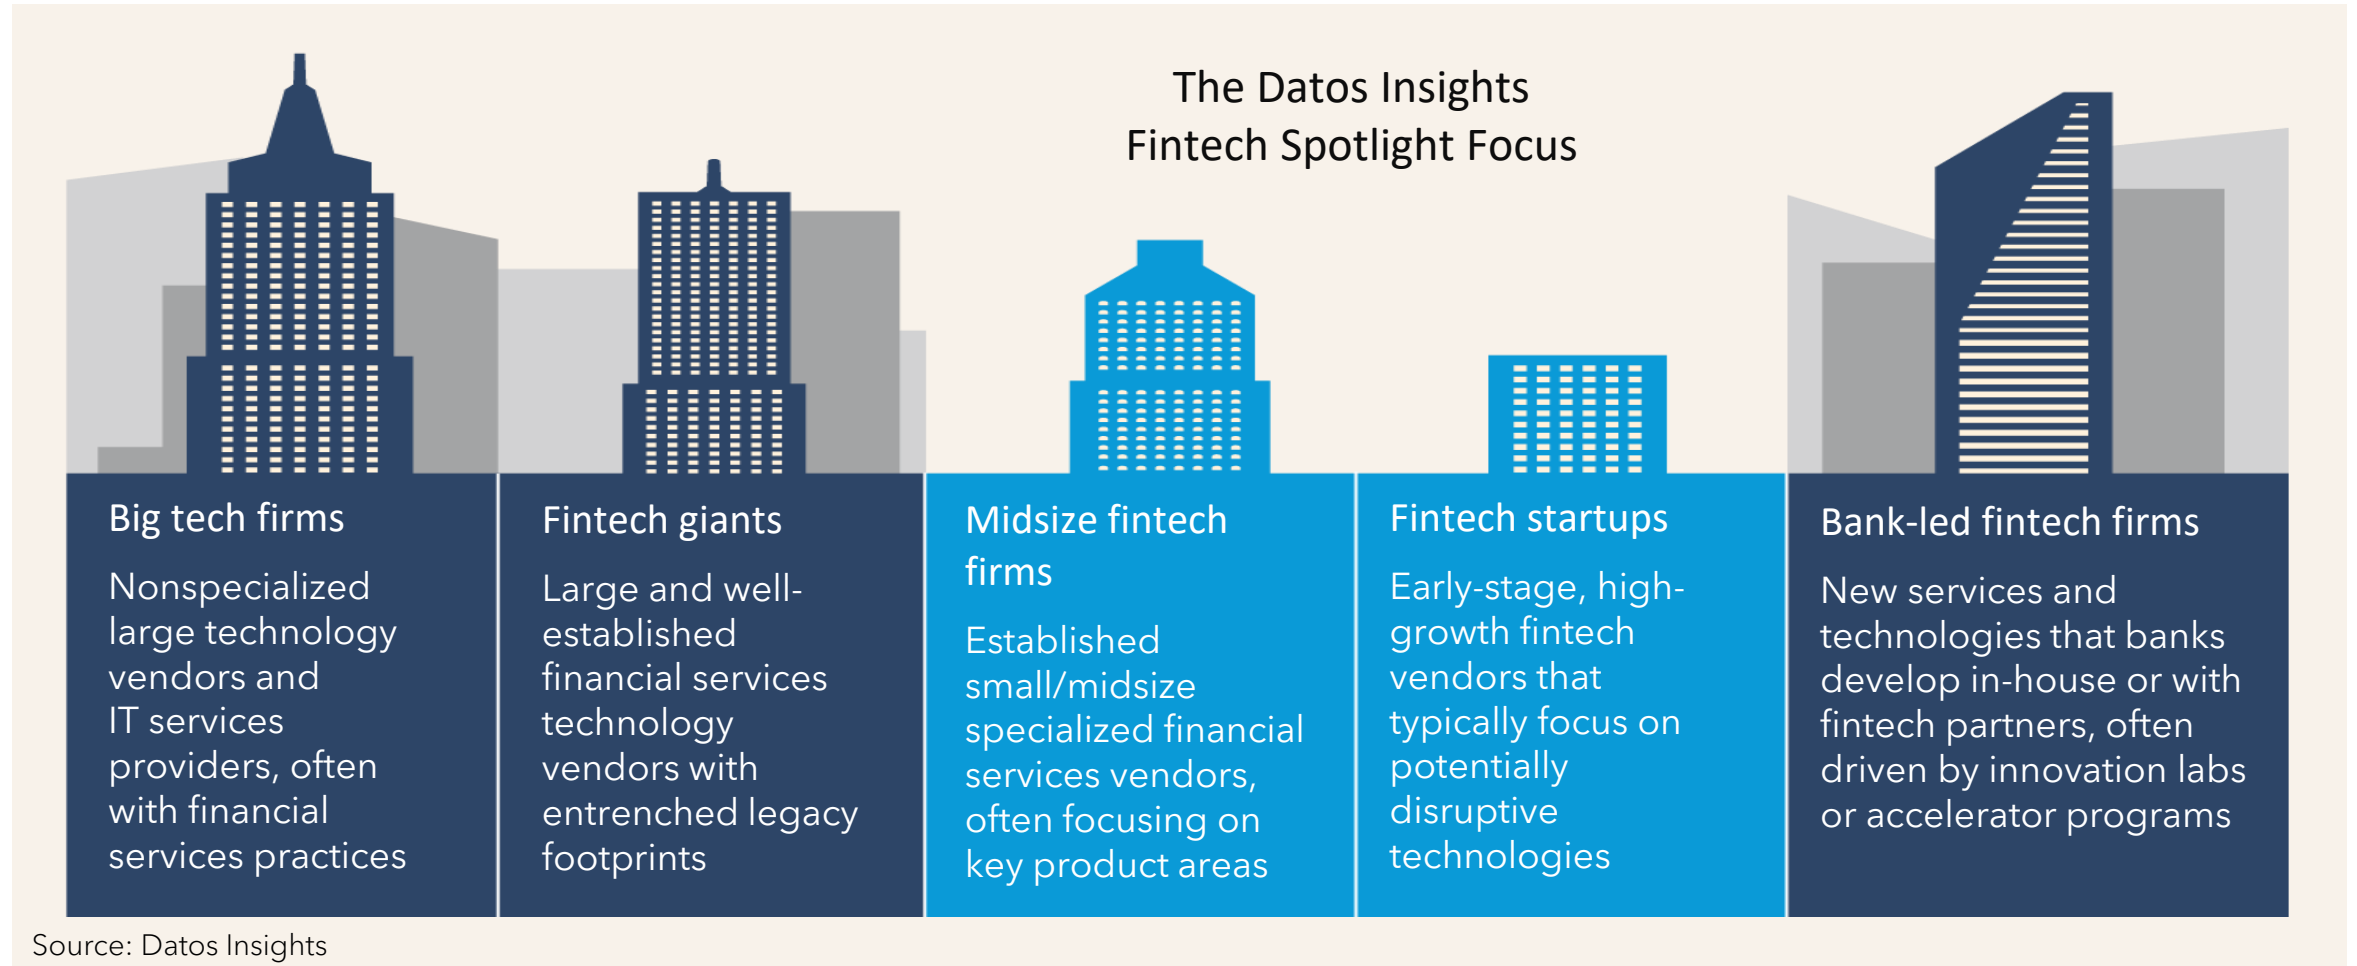 The Datos Insights
Fintech Spotlight Focus
Big tech firms
Nonspecialized
large technology
vendors and
IT services
providers, often
with financial
services practices
Fintech giants
Large and well-
established
financial services
technology
vendors with
entrenched legacy
footprints
Midsize fintech
firms
Established
small/midsize
specialized financial
services vendors,
often focusing on
key product areas
Fintech startups
Early-stage, high-
growth fintech
vendors that
typically focus on
potentially
disruptive
technologies
Bank-led fintech firms
New services and
technologies that banks
develop in-house or with
fintech partners, often
driven by innovation labs
or accelerator programs
Source: Datos Insights